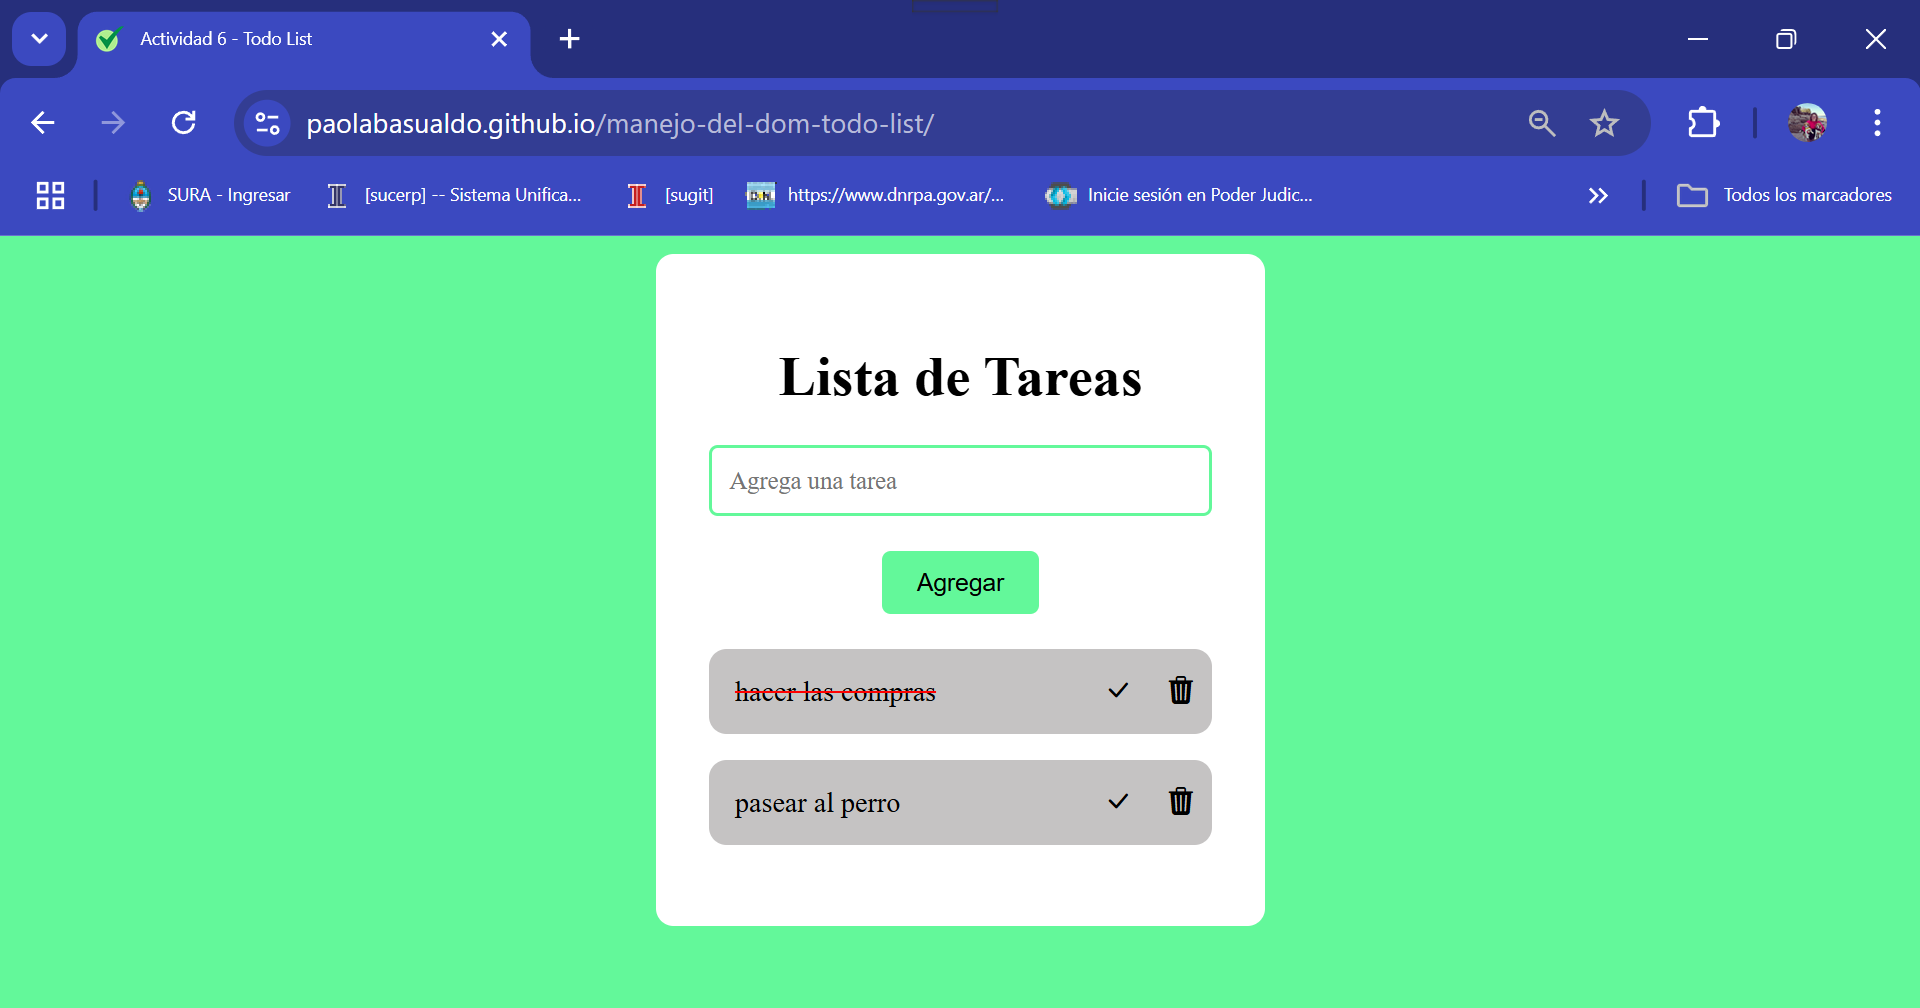 Actividad 6 - Todo List
paolabasualdo.github.io/manejo-del-dom-todo-list/
SURA - Ingresar
[sucerp] -- Sistema Unifica...
[sugit]
https://www.dnrpa.gov.ar/...
Inicie sesión en Poder Judic...
Todos los marcadores
Lista de Tareas
Agrega una tarea
Agregar
hacer las compras
pasear al perro